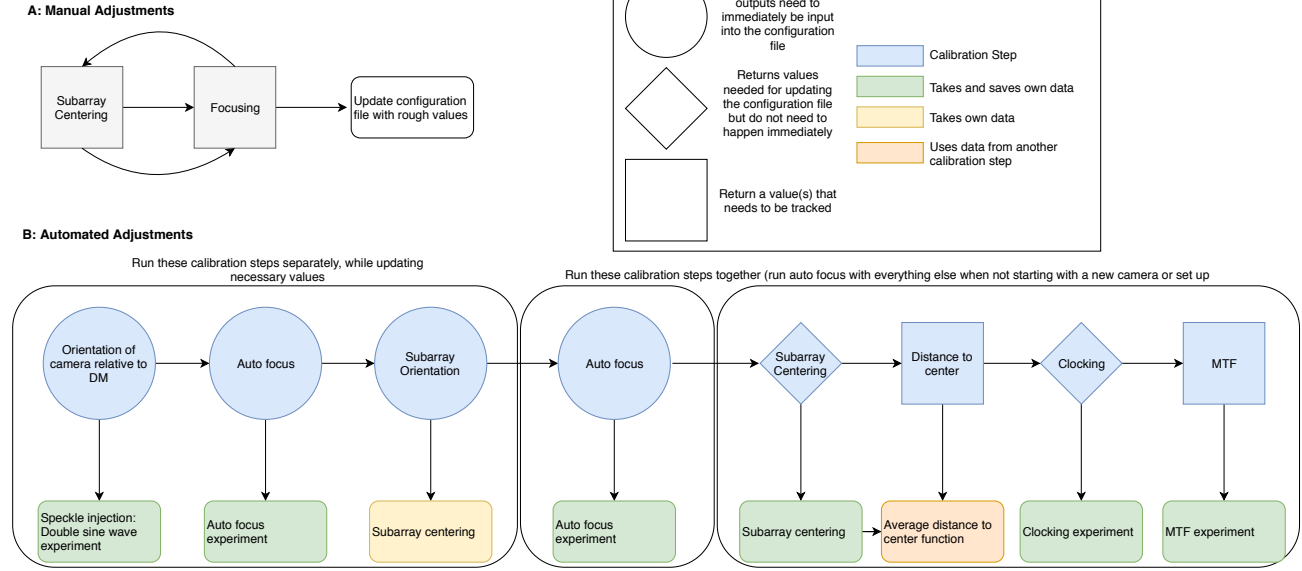 A: Manual Adjustments
Subarray
Centering
Focusing
Update configuration
file with rough values
outputs need to
immediately be input
into the configuration
file
Returns values
needed for updating
the configuration file
but do not need to
happen immediately
Return a value(s) that
needs to be tracked
Calibration Step
Takes and saves own data
Takes own data
Uses data from another
calibration step
B: Automated Adjustments
Run these calibration steps separately, while updating
necessary values
Run these calibration steps together (run auto focus with everything else when not starting with a new camera or set up
Orientation of
camera relative to
DM
Auto focus
Subarray
Orientation
Auto focus
Subarray
Centering
Distance to
center
Clocking
MTF
Speckle injection:
Double sine wave
experiment
Auto focus
experiment
Subarray centering
Auto focus
experiment
Subarray centering
Average distance to
center function
Clocking experiment
MTF experiment